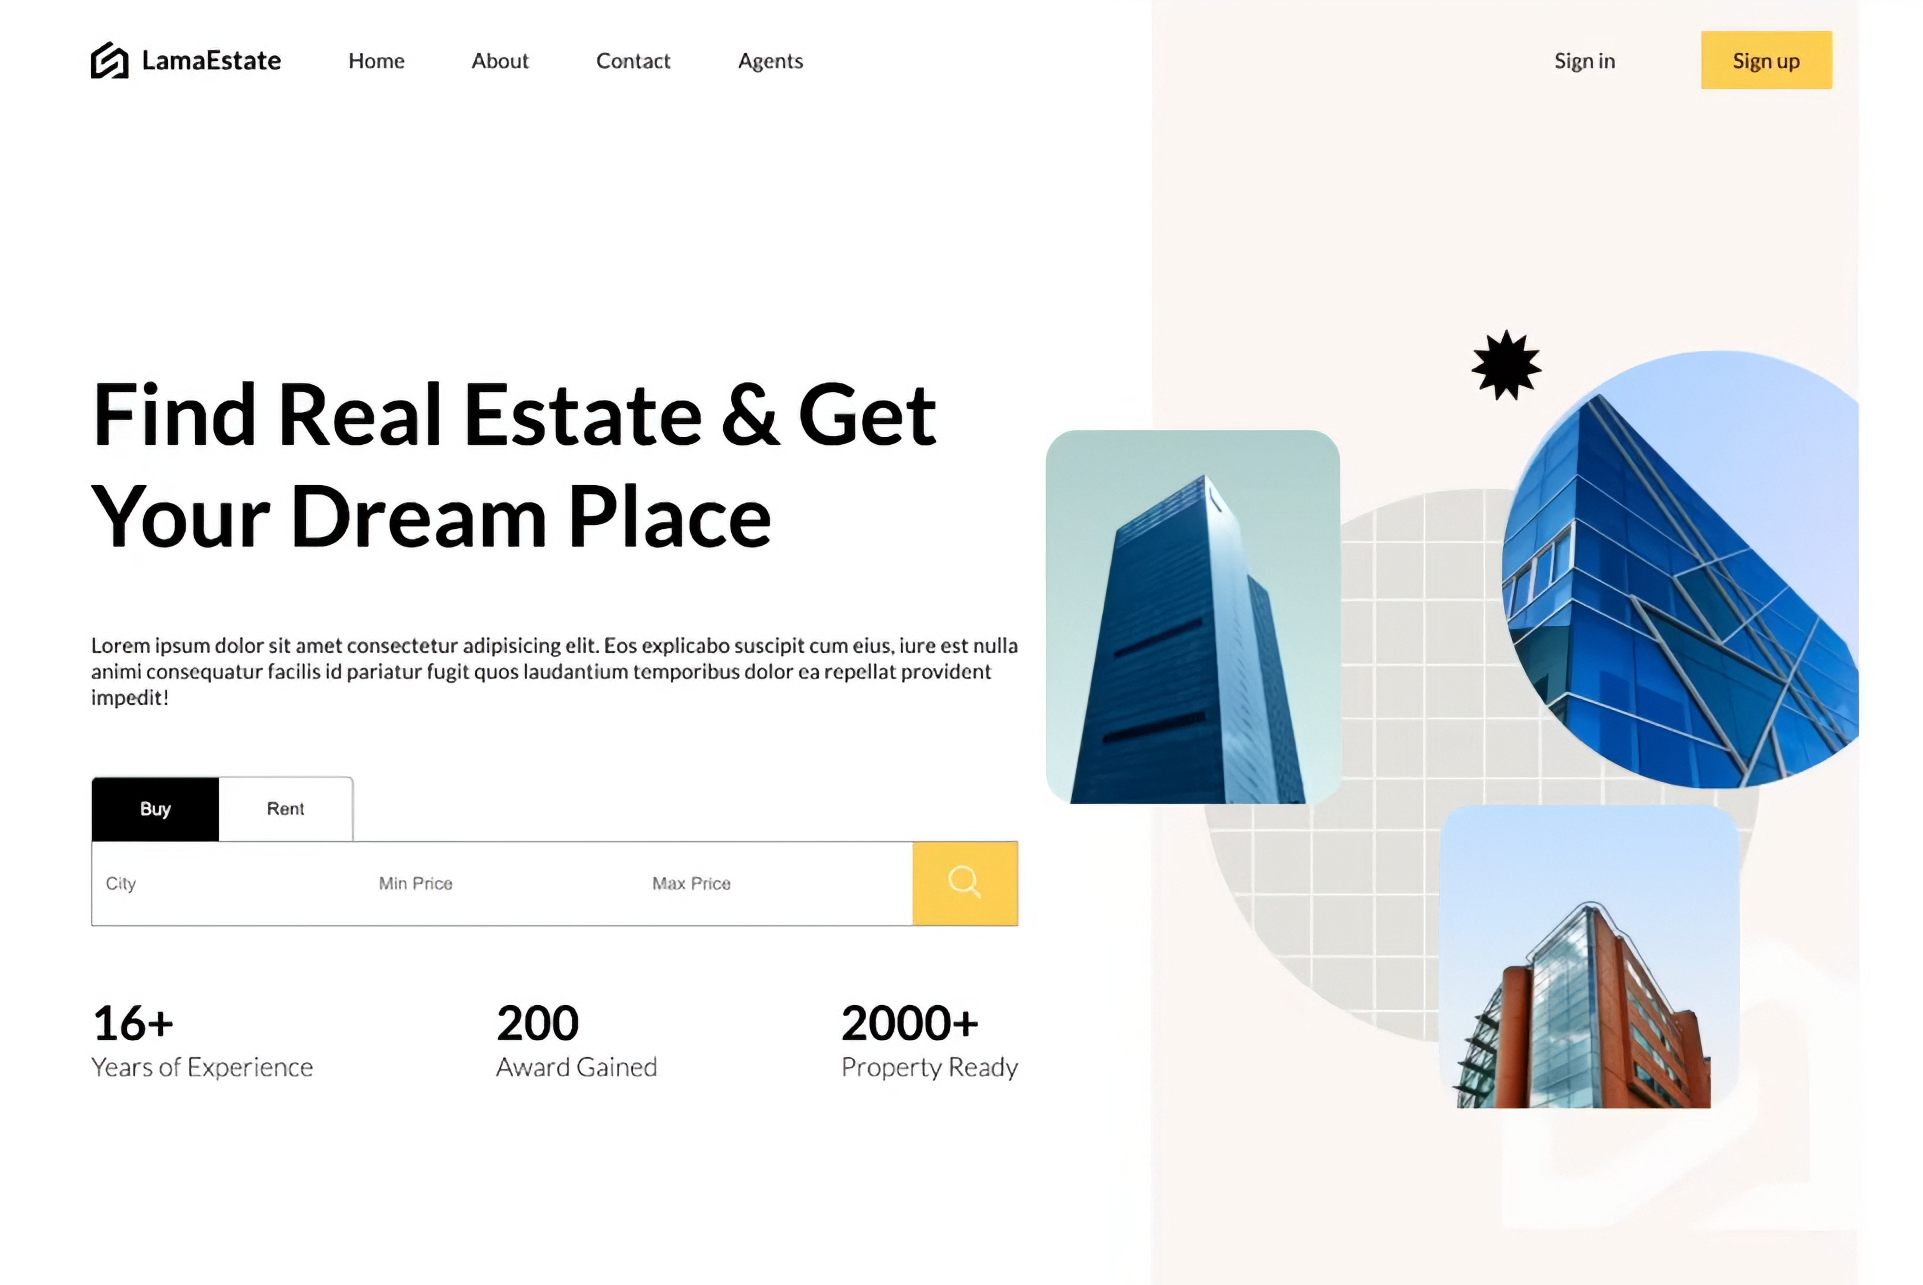 LamaEstate
Home
About
Contact
Agents
Sign in
Sign up
Find Real Estate & Get
Your Dream Place
Lorem ipsum dolor sit amet consectetur adipisicing elit. Eos explicabo suscipit cum eius, iure est nulla
animi consequatur facilis id pariatur fugit quos laudantium temporibus dolor ea repellat provident
impedit!
Buy
Rent
City
Min Price
Max Price
16+
Years of Experience
200
Award Gained
2000+
Property Ready